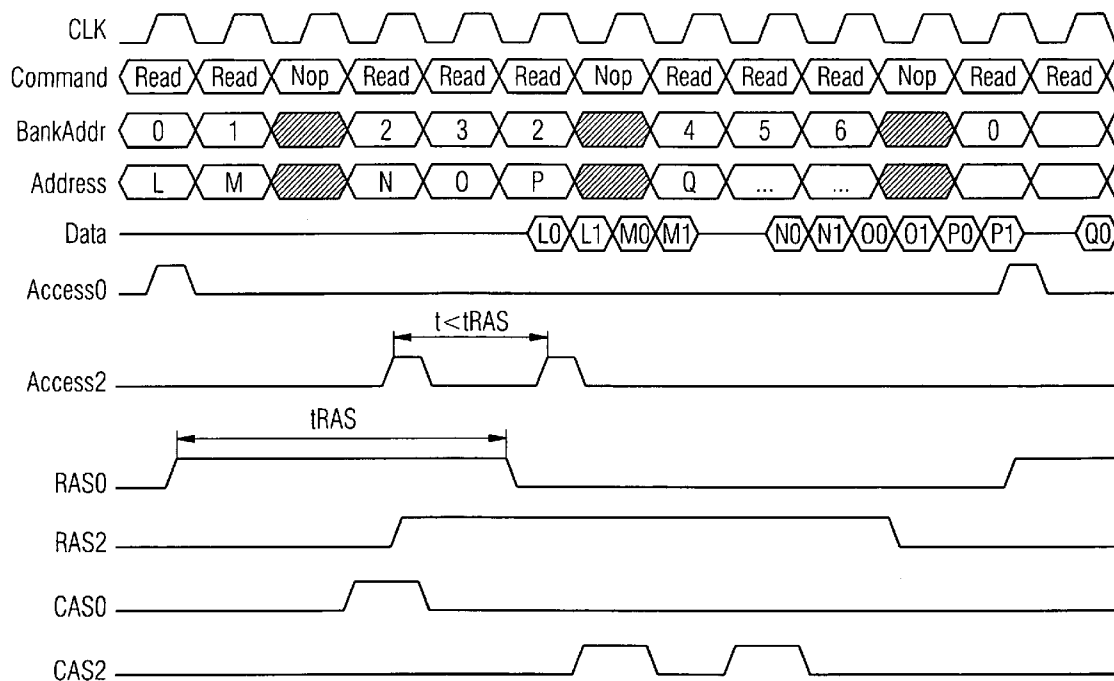 CLK
Command Read Read Nop Read Read Read Nop Read Read Read Nop Read Read
BankAddr 0 1 2 3 2 4 5 6 0
Address L M N O P Q ... ...
Data L0 L1 M0 M1 N0 N1 O0 O1 P0 P1 Q0
Access0
t<tRAS
Access2
tRAS
RAS0
RAS2
CAS0
CAS2